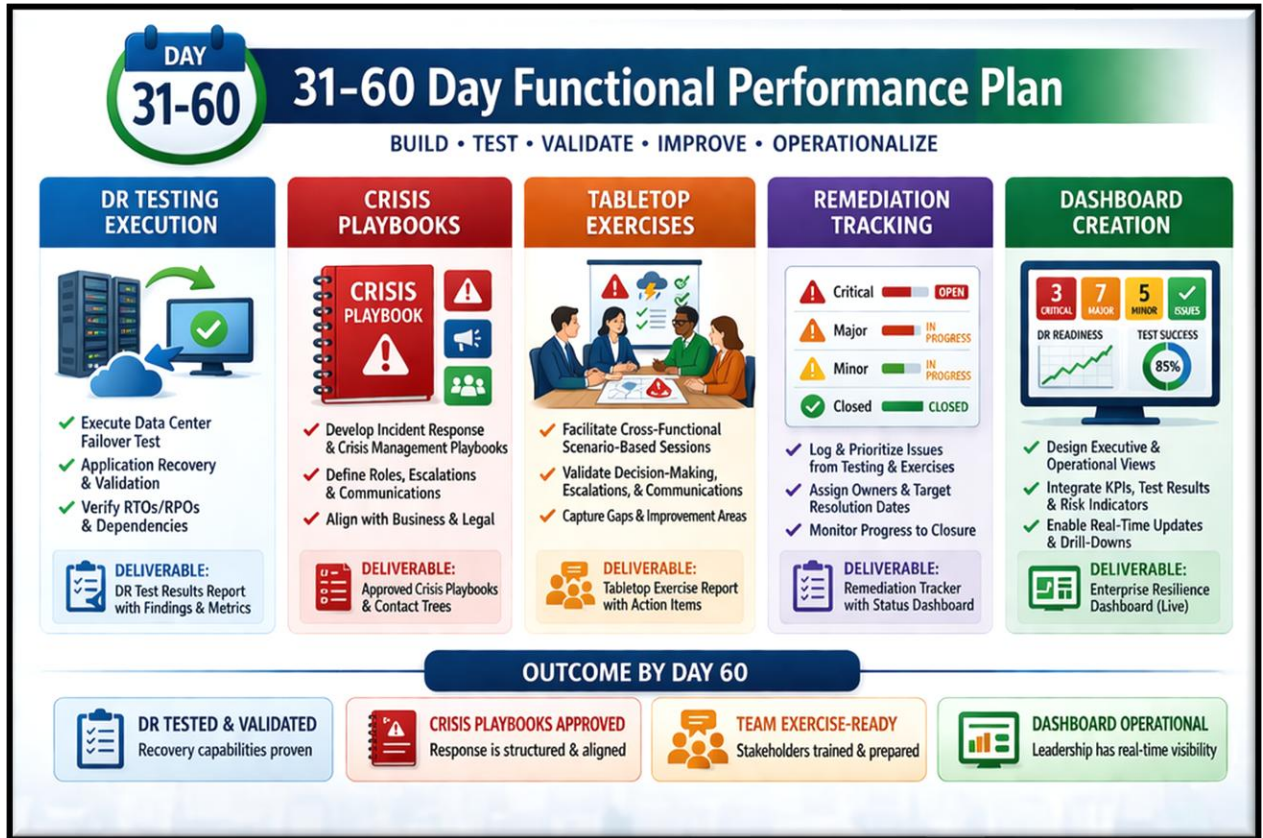 DAY
31-60
31-60 Day Functional Performance Plan
BUILD • TEST • VALIDATE • IMPROVE • OPERATIONALIZE
DR TESTING
EXECUTION
Execute Data Center
Failover Test
Application Recovery
& Validation
Verify RTOs/RPOs
& Dependencies
DELIVERABLE:
DR Test Results Report
with Findings & Metrics
CRISIS
PLAYBOOKS
CRISIS
PLAYBOOK
Develop Incident Response
& Crisis Management Playbooks
Define Roles, Escalations
& Communications
Align with Business & Legal
DELIVERABLE:
Approved Crisis Playbooks
& Contact Trees
TABLETOP
EXERCISES
Facilitate Cross-Functional
Scenario-Based Sessions
Validate Decision-Making,
Escalations, & Communications
Capture Gaps & Improvement Areas
DELIVERABLE:
Tabletop Exercise Report
with Action Items
REMEDIATION
TRACKING
Critical OPEN
Major IN
PROGRESS
Minor IN
PROGRESS
Closed CLOSED
Log & Prioritize Issues
from Testing & Exercises
Assign Owners & Target
Resolution Dates
Monitor Progress to Closure
DELIVERABLE:
Remediation Tracker
with Status Dashboard
DASHBOARD
CREATION
3 7 5
CRITICAL MAJOR MINOR ISSUES
DR READINESS TEST SUCCESS
85%
Design Executive &
Operational Views
Integrate KPIs, Test Results
& Risk Indicators
Enable Real-Time Updates
& Drill-Downs
DELIVERABLE:
Enterprise Resilience
Dashboard (Live)
OUTCOME BY DAY 60
DR TESTED & VALIDATED
Recovery capabilities proven
CRISIS PLAYBOOKS APPROVED
Response is structured & aligned
TEAM EXERCISE-READY
Stakeholders trained & prepared
DASHBOARD OPERATIONAL
Leadership has real-time visibility